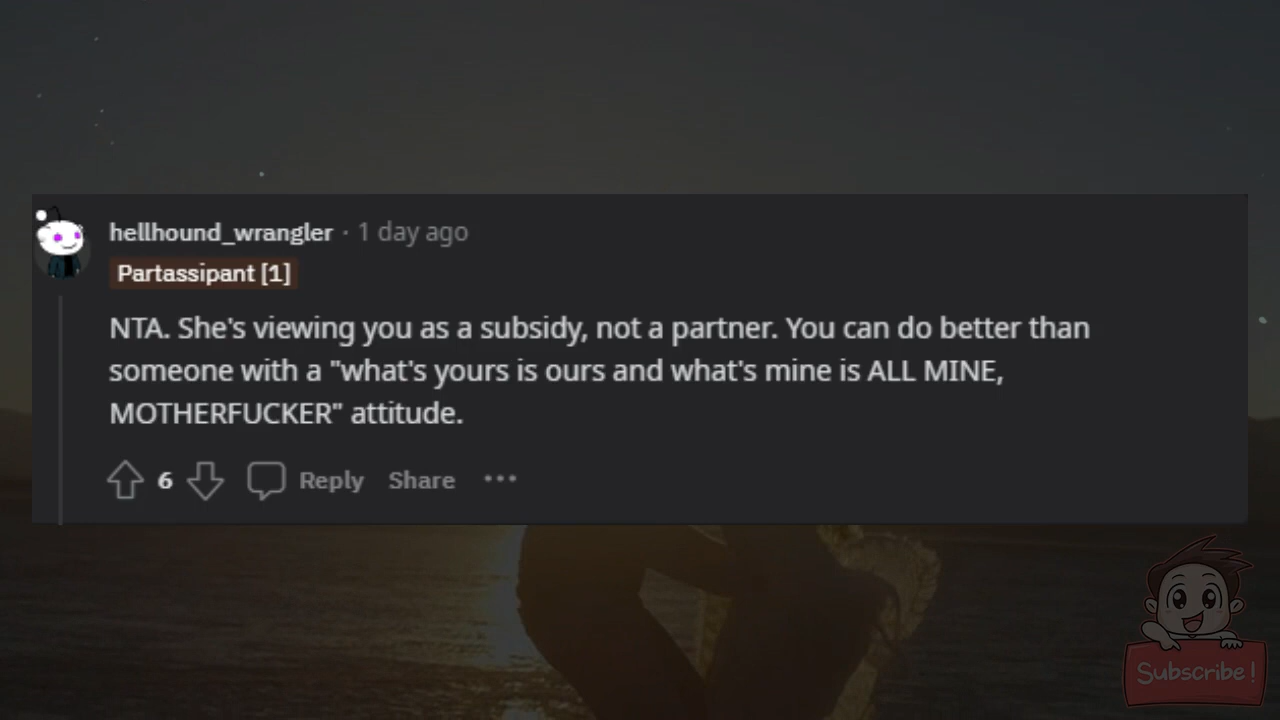 hellhound_wrangler · 1 day ago
Partassipant [1]
NTA. She's viewing you as a subsidy, not a partner. You can do better than
someone with a "what's yours is ours and what's mine is ALL MINE,
MOTHERFUCKER" attitude.
6 Reply Share ···
Subscribe!